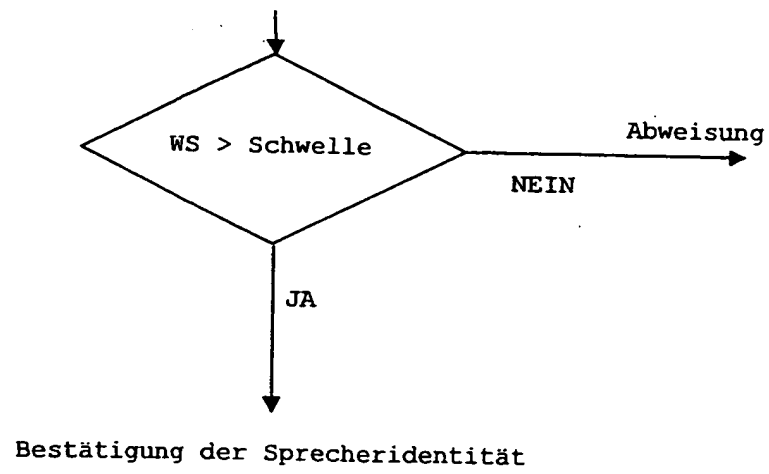 Abweisung
WS > Schwelle
NEIN
JA
Bestätigung der Sprecheridentität